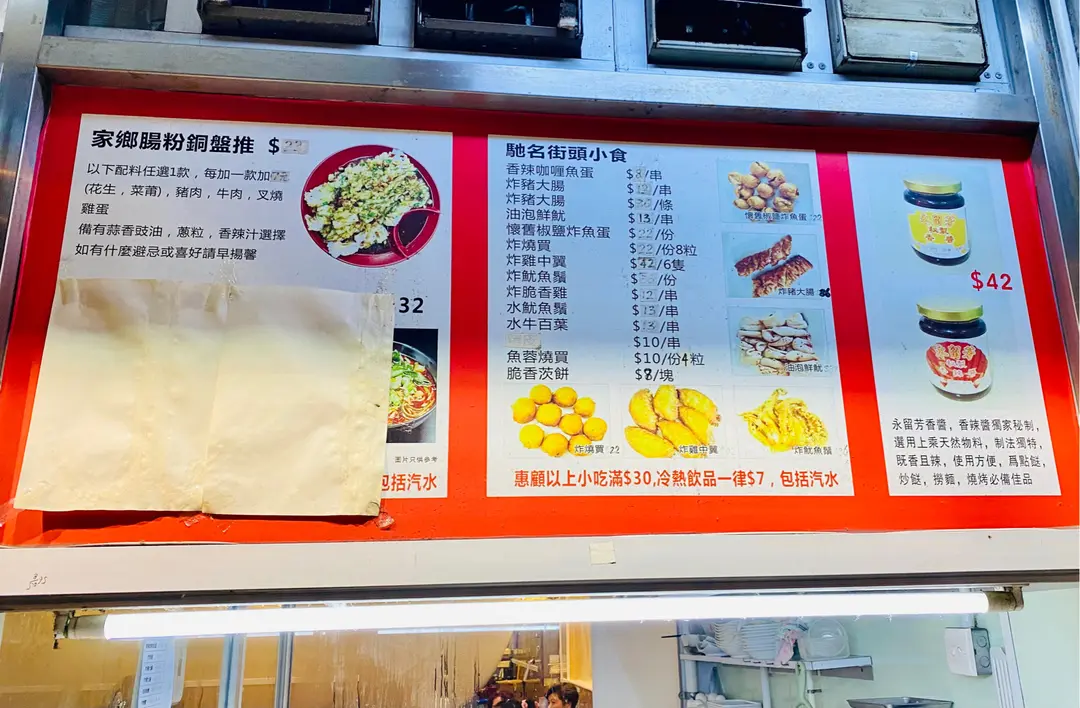 家鄉腸粉銅盤推 $22
以下配料任選1款，每加一款加
(花生，菜莆)，豬肉，牛肉，叉燒
雞蛋
備有蒜香豉油，蔥粒，香辣汁選擇
如有什麼避忌或喜好請早揚馨
32
圖片只供參考
包括汽水
馳名街頭小食
香辣咖喱魚蛋 $8/串
炸豬大腸 $12/串
炸豬大腸 $36/條
油泡鮮魷 $13/串
懷舊椒鹽炸魚蛋 $22/份
炸燒買 $22/份8粒
炸雞中翼 $42/6隻
炸魷魚鬚 /份
炸脆香雞 $12/串
水魷魚鬚 $13/串
水牛百葉 $13/串
$10/串
魚蓉燒買 $10/份4粒
脆香茨餅 $8/塊
懷舊椒鹽炸魚蛋 22
炸豬大腸
油泡鮮魷
炸燒買 22
炸雞中翼
炸魷魚鬚
惠顧以上小吃滿$30,冷熱飲品一律$7，包括汽水
$42
永留芳香醬，香辣醬獨家秘制，
選用上乘天然物料，制法獨特，
既香且辣，使用方便，爲點餸，
炒餸，撈麵，燒烤必備佳品